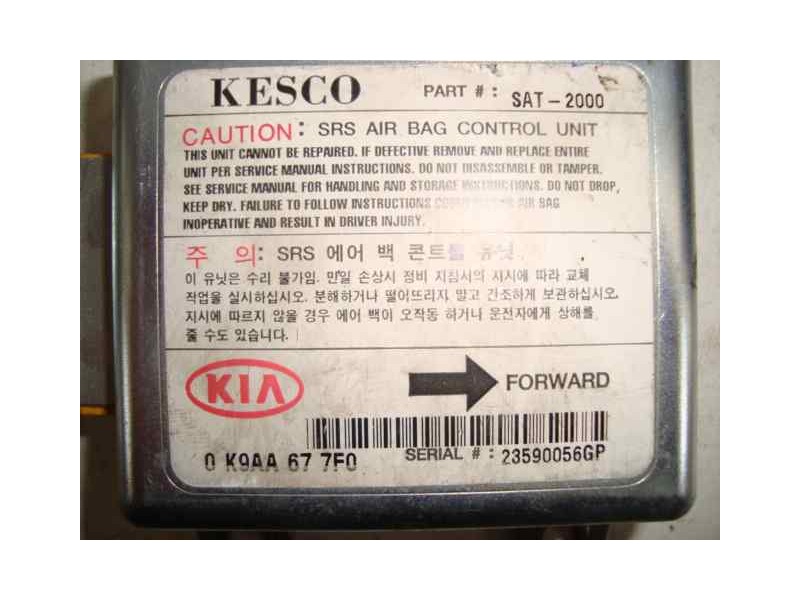 KESCO PART # : SAT-2000
CAUTION: SRS AIR BAG CONTROL UNIT
THIS UNIT CANNOT BE REPAIRED. IF DEFECTIVE REMOVE AND REPLACE ENTIRE
UNIT PER SERVICE MANUAL INSTRUCTIONS. DO NOT DISASSEMBLE OR TAMPER.
SEE SERVICE MANUAL FOR HANDLING AND STORAGE INSTRUCTIONS. DO NOT DROP,
KEEP DRY. FAILURE TO FOLLOW INSTRUCTIONS AIR BAG
INOPERATIVE AND RESULT IN DRIVER INJURY.
주 의: SRS 에어 백 콘트롤 유닛
이 유닛은 수리 불가임. 만일 손상시 정비 지침서의 지시에 따라 교체
작업을 실시하십시오. 분해하거나 떨어뜨리지 말고 간조하게 보관하십시오.
지시에 따르지 않을 경우 에어 백이 오작동 하거나 운전자에게 상해를
줄 수도 있습니다.
KIA FORWARD
0 K9AA 67 7F0 SERIAL # : 23590056GP